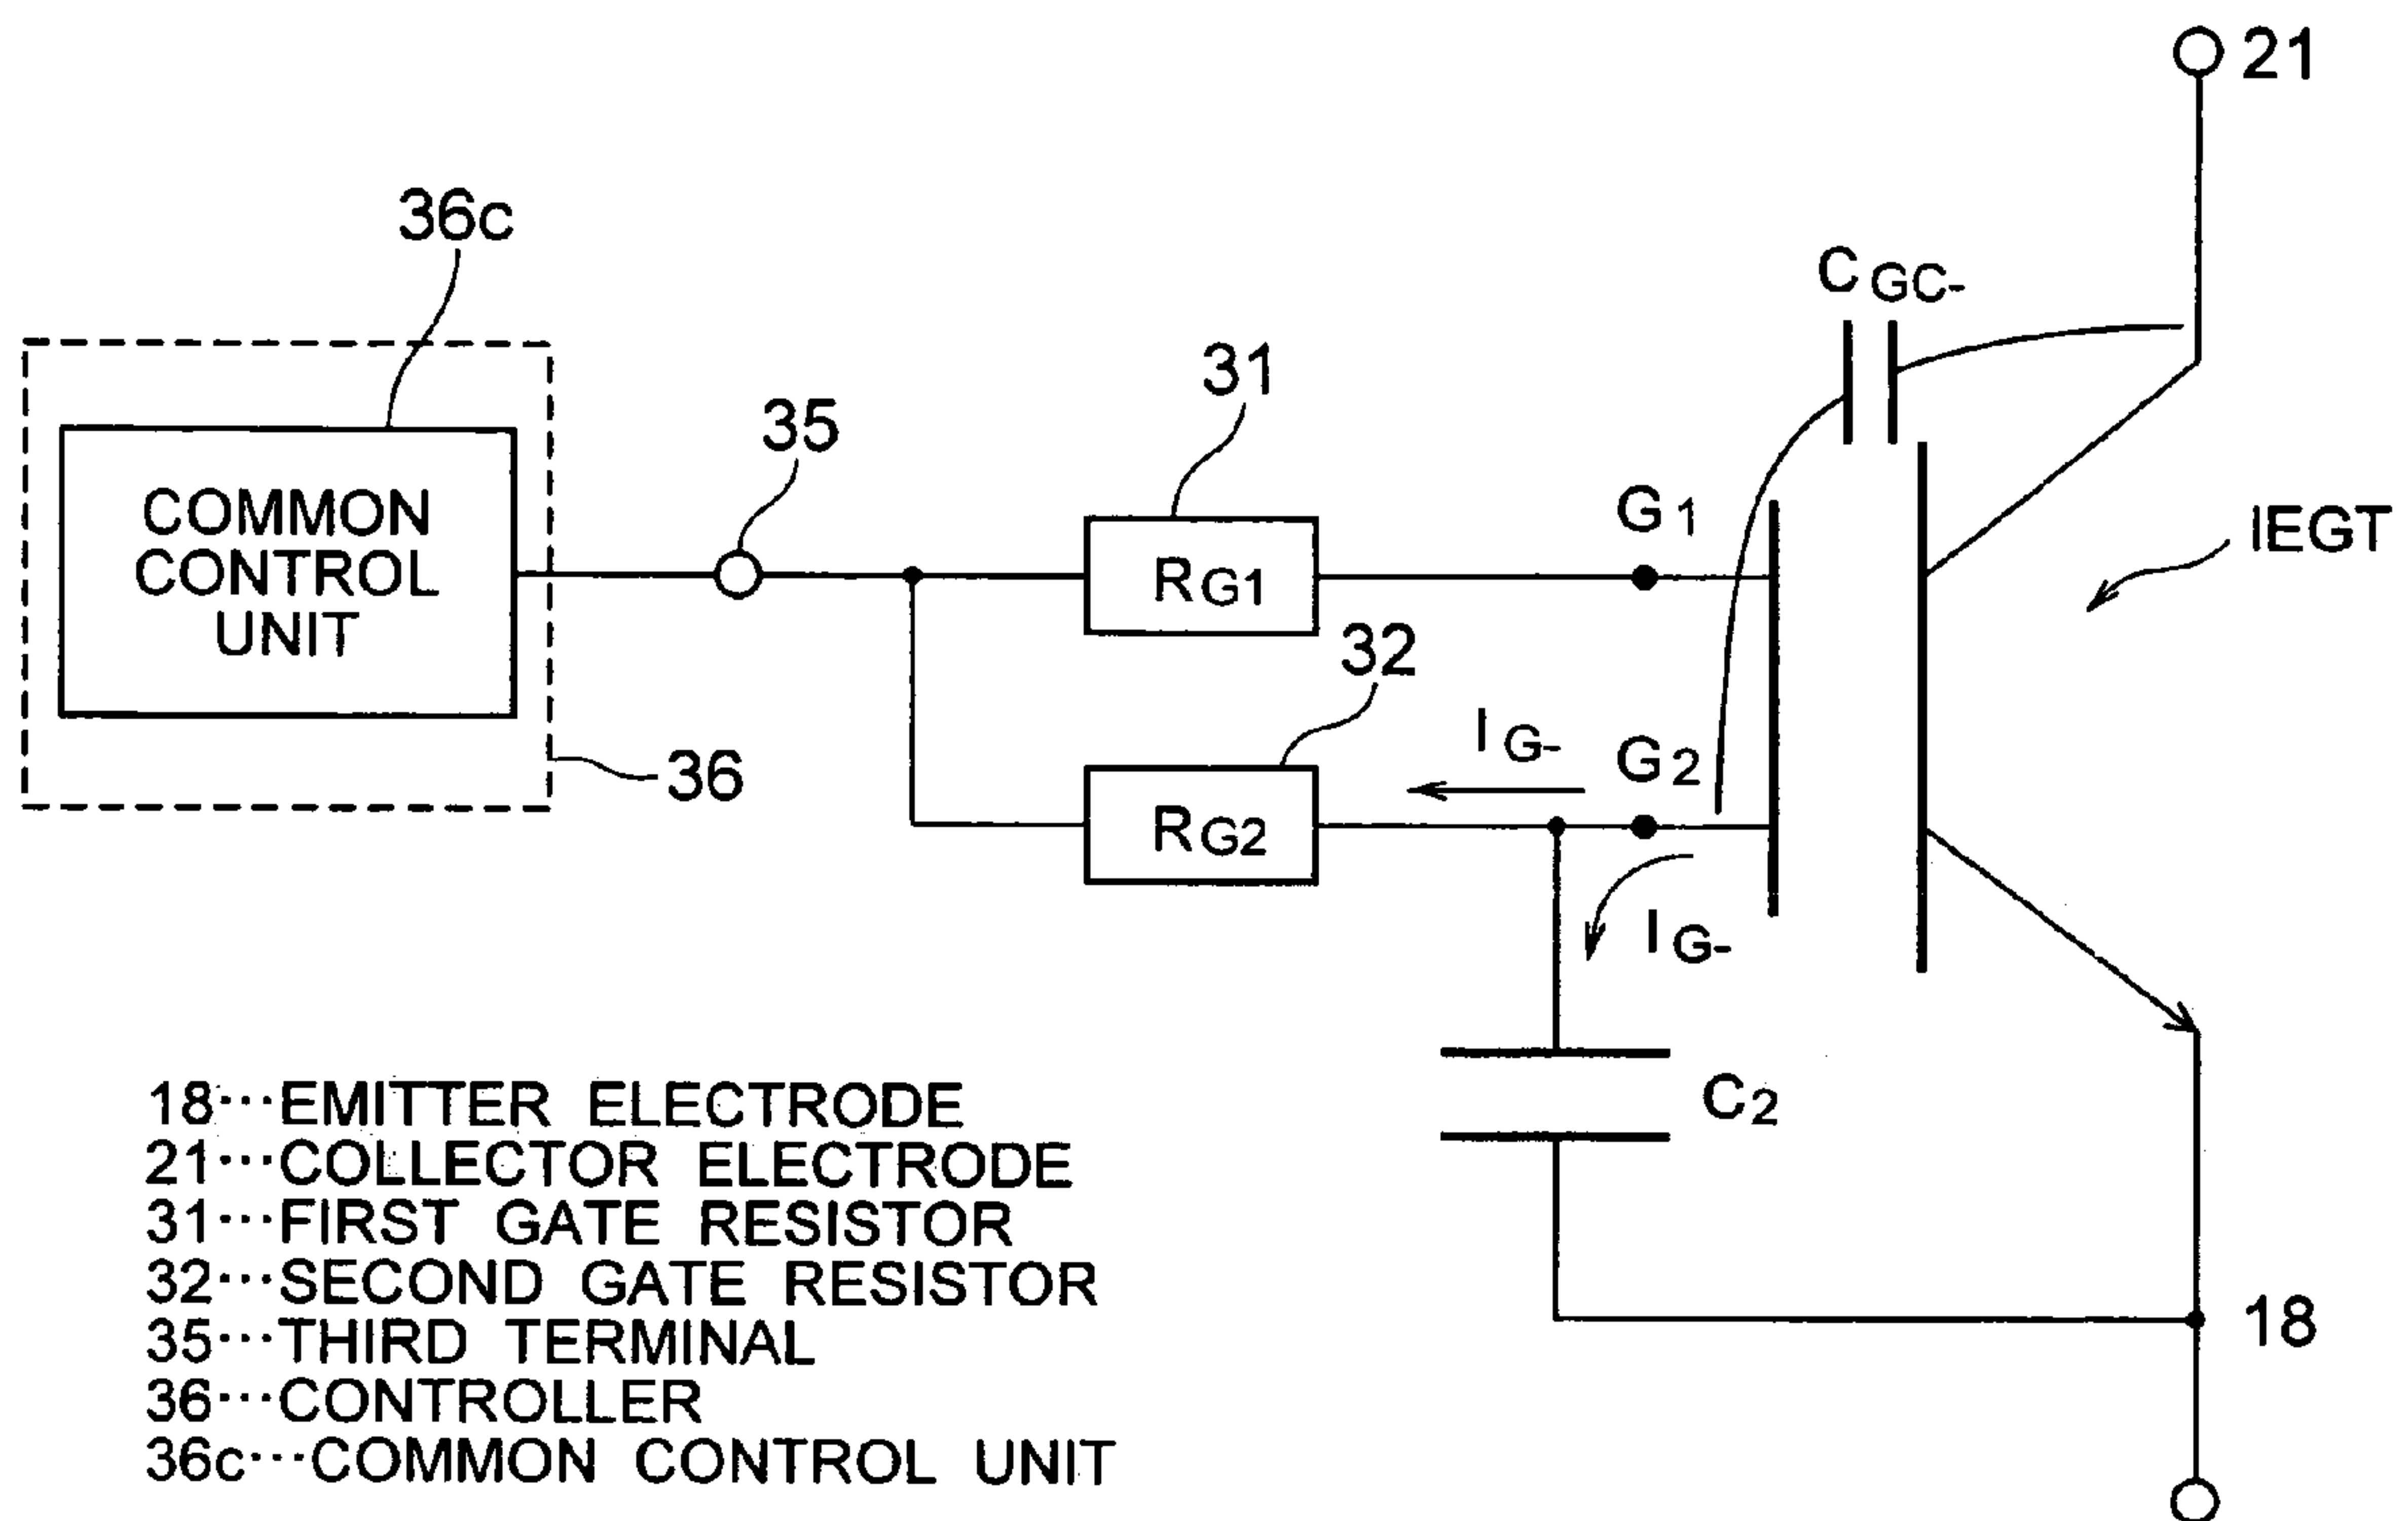 21
36c
C GC-
31
35
COMMON
CONTROL
UNIT
RG1
G1
IEGT
32
IG-
G2
36
RG2
IG-
C2
18
18···EMITTER ELECTRODE
21···COLLECTOR ELECTRODE
31···FIRST GATE RESISTOR
32···SECOND GATE RESISTOR
35···THIRD TERMINAL
36···CONTROLLER
36c···COMMON CONTROL UNIT